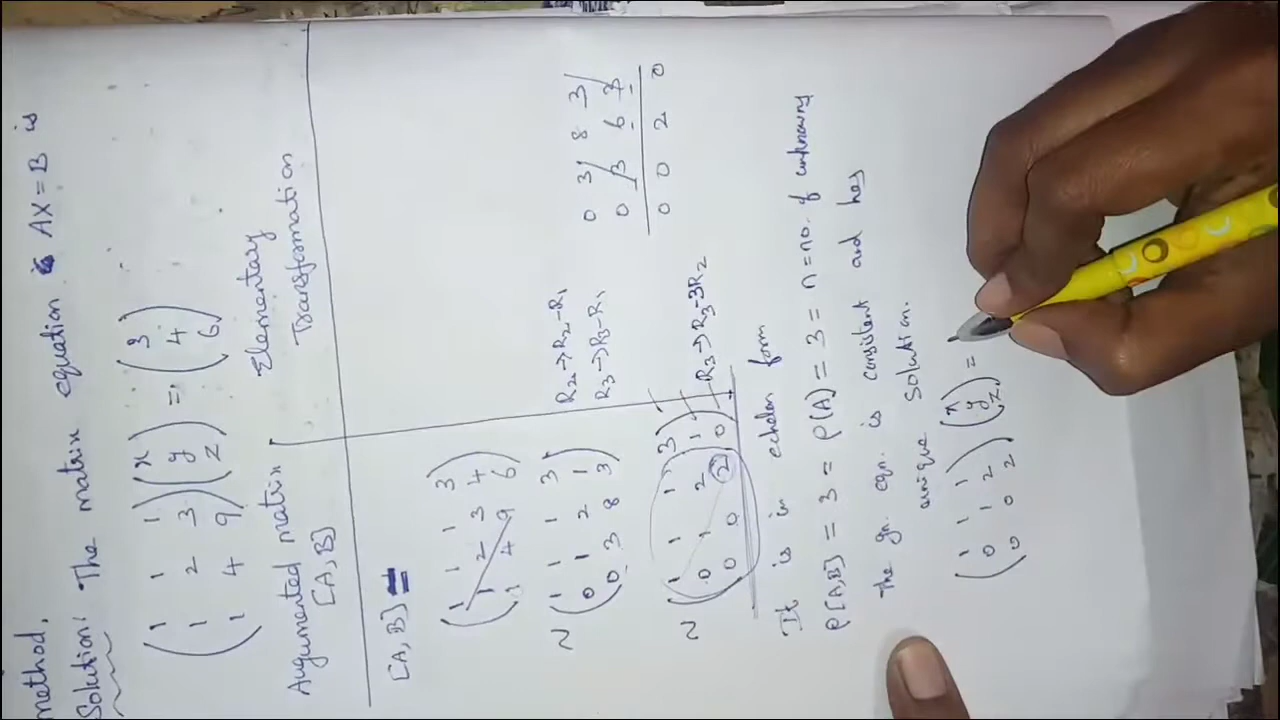 method.
Solution: The matrix equation is AX = B is
( 1 1 1 ) ( x ) = ( 3 )
( 1 2 3 ) ( y ) ( 4 )
( 1 4 9 ) ( z ) ( 6 )
Augumented matrix Elementary
[A, B] Transformation
[A, B] =
( 1 1 1 3 )
( 1 2 3 4 )
( 1 4 9 6 )
~ ( 1 1 1 3 ) R2→R2-R1
( 0 1 2 1 ) R3→R3-R1
( 0 3 8 3 )
0 3 8 3
0 3 6 3
0 0 2 0
~ ( 1 1 1 3 )
( 0 1 2 1 ) R3→R3-3R2
( 0 0 2 0 )
It is in echelon form
ρ[A,B] = 3 = ρ(A) = 3 = n = no. of unknowns
The gn. eqn. is consistent and has
unique solution.
( 1 1 1 ) ( x ) =
( 0 1 2 ) ( y )
( 0 0 2 ) ( z )